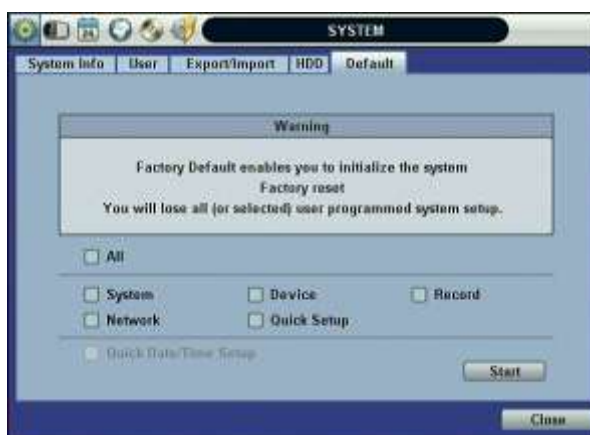 24
SYSTEM
System Info User Export/Import HDD Default
Warning
Factory Default enables you to initialize the system
Factory reset
You will lose all (or selected) user programmed system setup.
All
System Device Record
Network Quick Setup
Quick Date/Time Setup
Start
Close